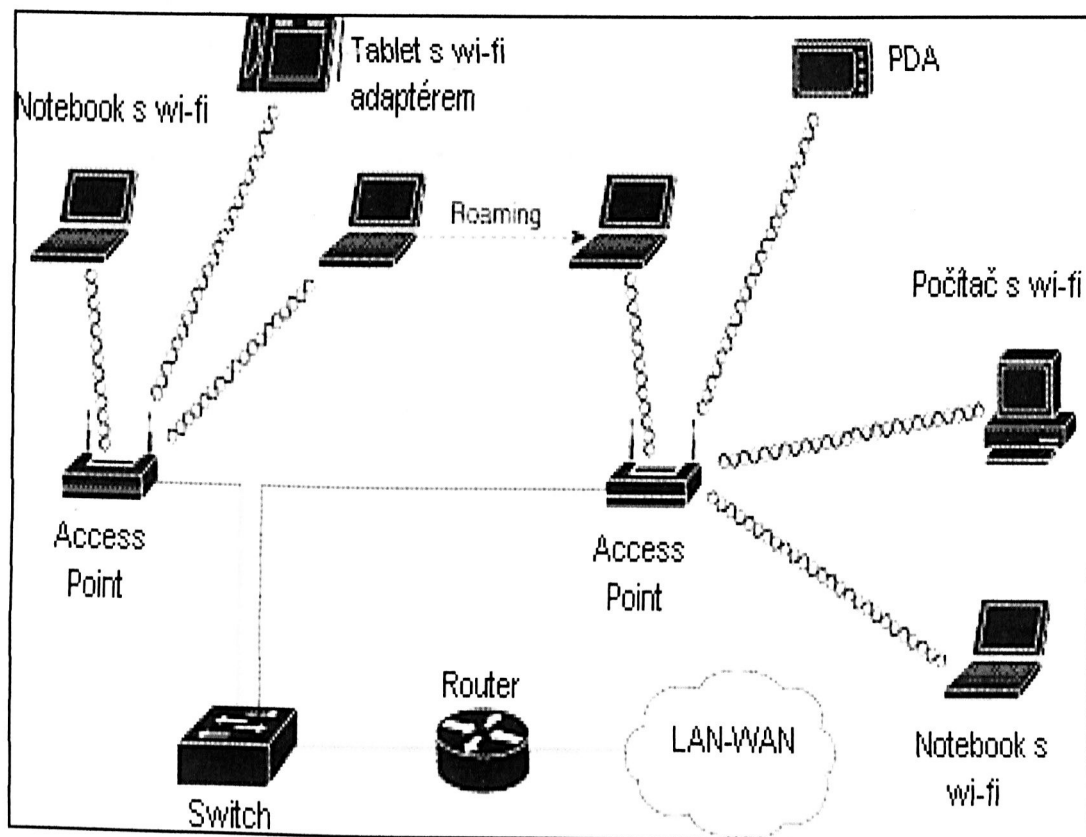 Tablet s wi-fi
adaptérem
PDA
Notebook s wi-fi
Roaming
Počítač s wi-fi
Access
Point
Access
Point
Router
LAN-WAN
Switch
Notebook s
wi-fi